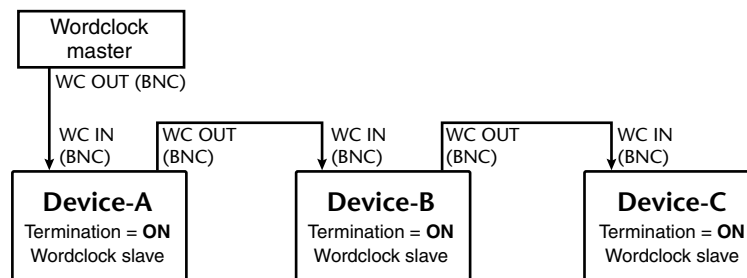 Wordclock
master
WC OUT (BNC)
WC IN
(BNC)
WC OUT
(BNC)
WC IN
(BNC)
WC OUT
(BNC)
WC IN
(BNC)
Device-A
Termination = ON
Wordclock slave
Device-B
Termination = ON
Wordclock slave
Device-C
Termination = ON
Wordclock slave